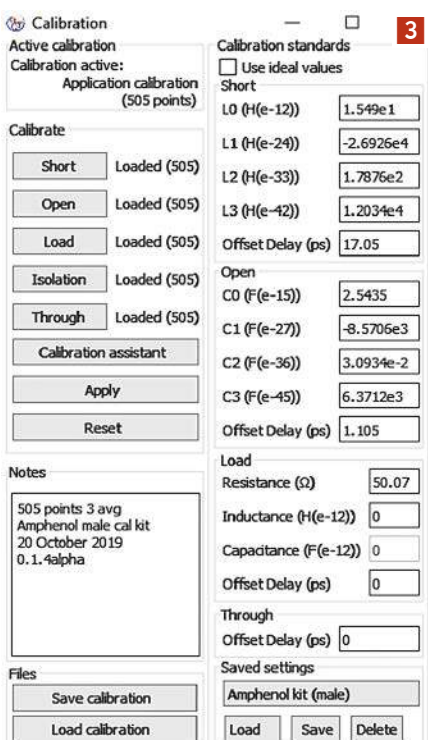 Calibration
3
Active calibration
Calibration active:
Application calibration
(505 points)
Calibrate
Short Loaded (505)
Open Loaded (505)
Load Loaded (505)
Isolation Loaded (505)
Through Loaded (505)
Calibration assistant
Apply
Reset
Notes
505 points 3 avg
Amphenol male cal kit
20 October 2019
0.1.4alpha
Files
Save calibration
Load calibration
Calibration standards
Use ideal values
Short
L0 (H(e-12)) 1.549e1
L1 (H(e-24)) -2.6926e4
L2 (H(e-33)) 1.7876e2
L3 (H(e-42)) 1.2034e4
Offset Delay (ps) 17.05
Open
C0 (F(e-15)) 2.5435
C1 (F(e-27)) -8.5706e3
C2 (F(e-36)) 3.0934e-2
C3 (F(e-45)) 6.3712e3
Offset Delay (ps) 1.105
Load
Resistance (Ω) 50.07
Inductance (H(e-12)) 0
Capacitance (F(e-12)) 0
Offset Delay (ps) 0
Through
Offset Delay (ps) 0
Saved settings
Amphenol kit (male)
Load Save Delete